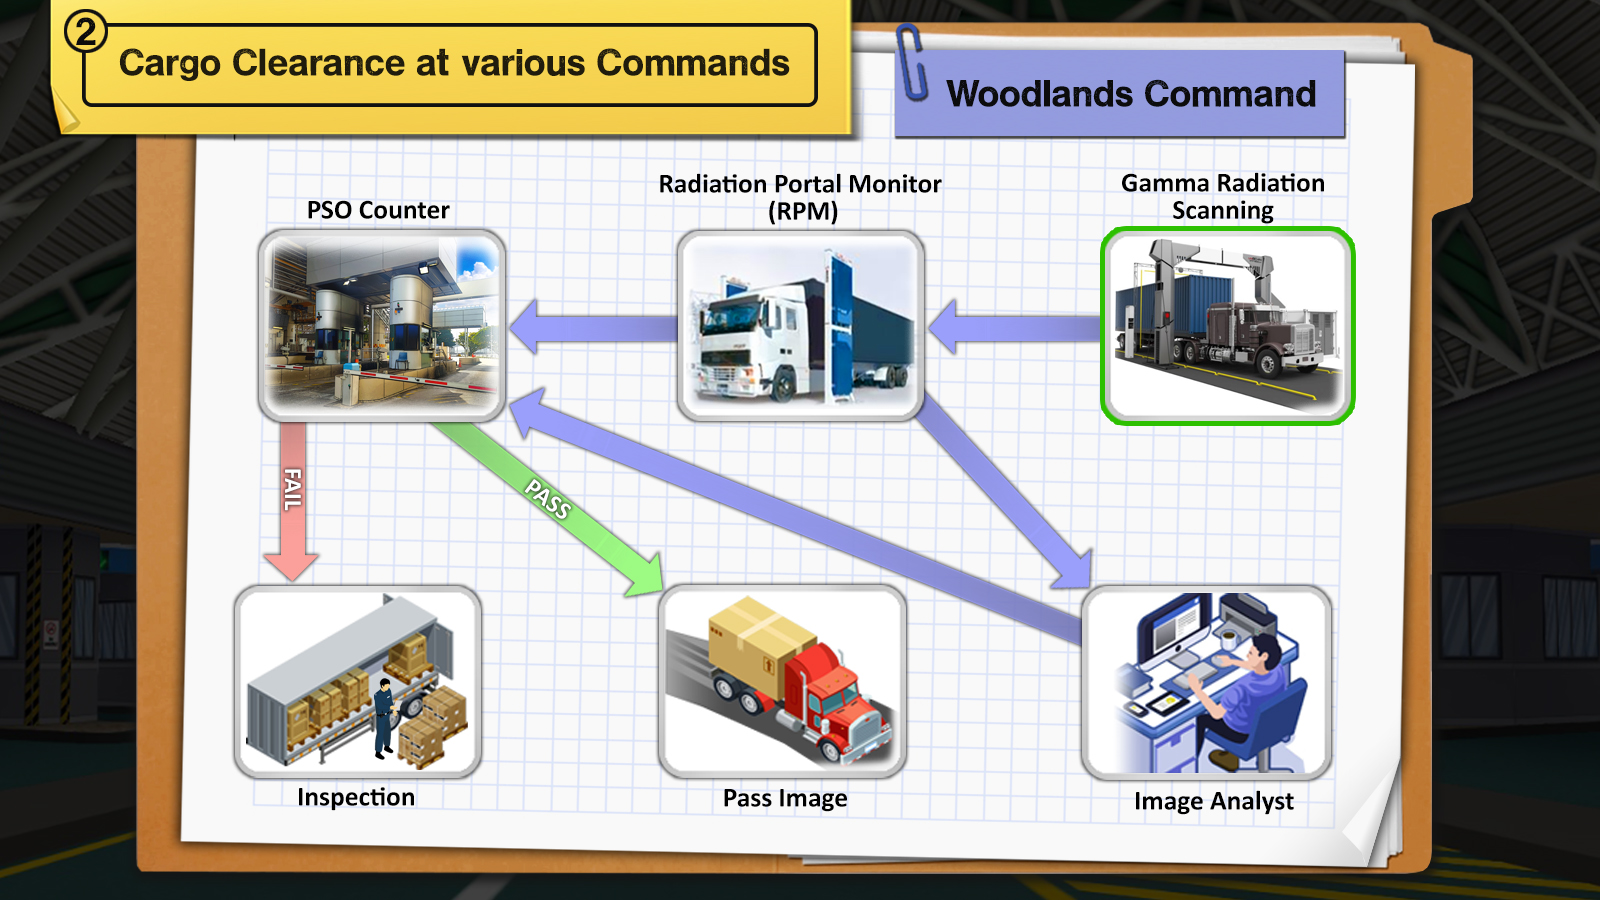 2
Cargo Clearance at various Commands
Woodlands Command
PSO Counter
Radiation Portal Monitor
(RPM)
Gamma Radiation
Scanning
FAIL
PASS
Inspection
Pass Image
Image Analyst